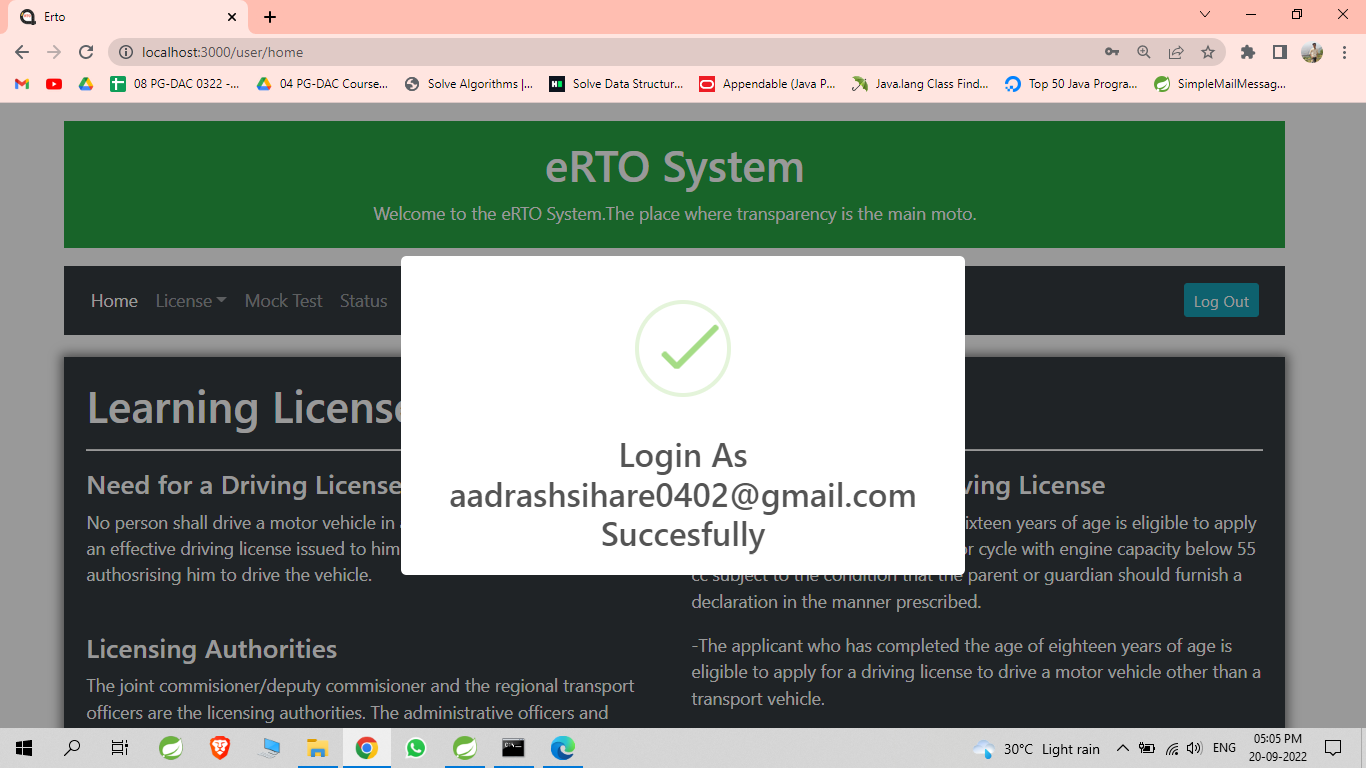 Erto
localhost:3000/user/home
08 PG-DAC 0322 -...
04 PG-DAC Course...
Solve Algorithms |...
Solve Data Structur...
Appendable (Java P...
Java.lang Class Find...
Top 50 Java Progra...
SimpleMailMessag...
eRTO System
Welcome to the eRTO System.The place where transparency is the main moto.
Home License Mock Test Status
Log Out
Login As
aadrashsihare0402@gmail.com
Succesfully
Learning License
Need for a Driving License
No person shall drive a motor vehicle in
an effective driving license issued to him
authosrising him to drive the vehicle.
Licensing Authorities
The joint commisioner/deputy commisioner and the regional transport
officers are the licensing authorities. The administrative officers and
License
years of age is eligible to apply
cycle with engine capacity below 55
cc subject to the condition that the parent or guardian should furnish a
declaration in the manner prescribed.
-The applicant who has completed the age of eighteen years of age is
eligible to apply for a driving license to drive a motor vehicle other than a
transport vehicle.
30°C Light rain
ENG
05:05 PM
20-09-2022